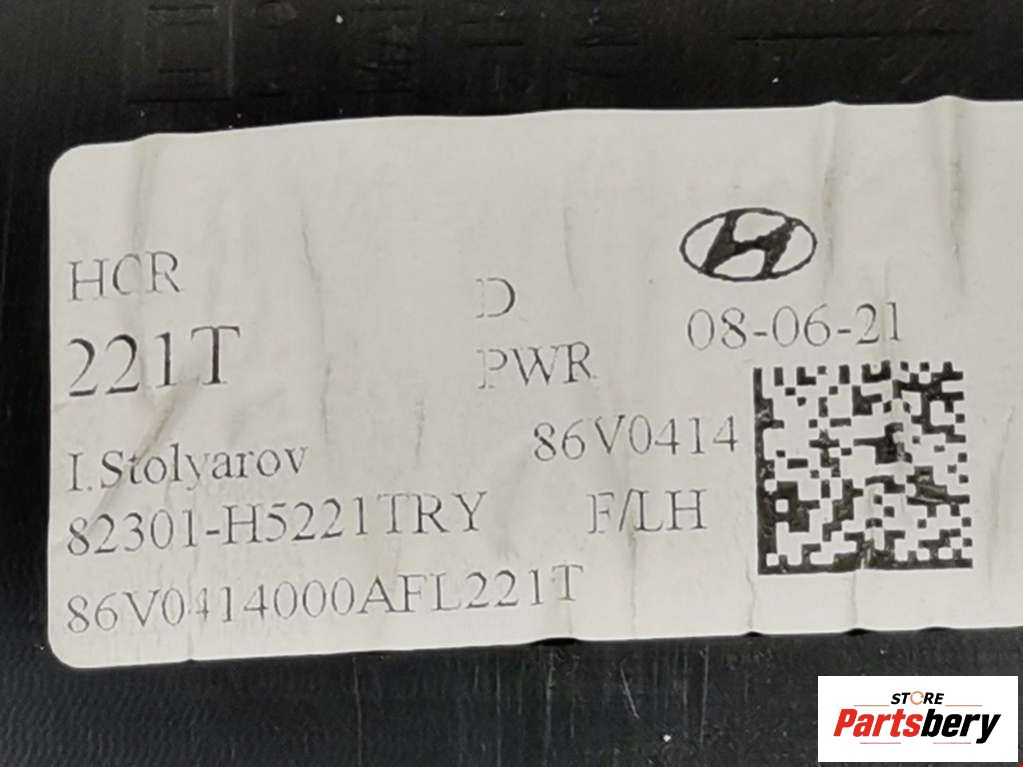 HCR
221T
D
PWR
08-06-21
86V0414
I.Stolyarov
82301-H5221TRY
F/LH
86V0414000AFL221T
STORE
Partsbery